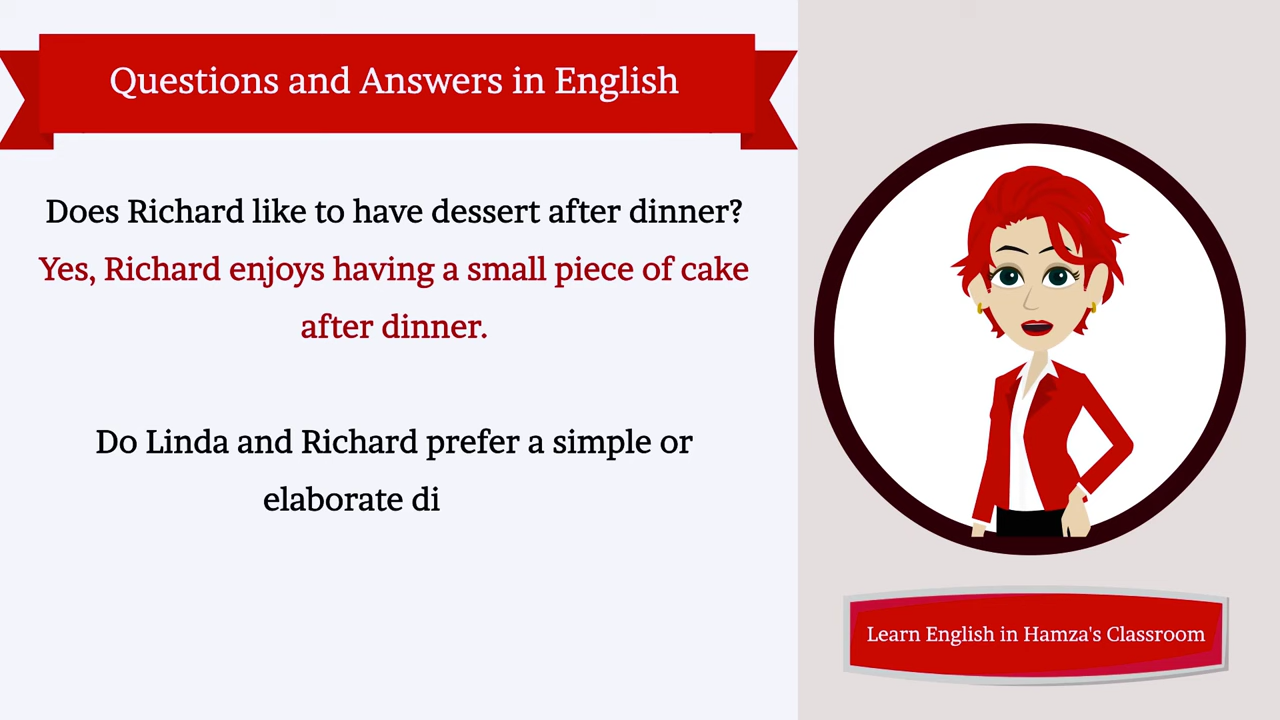 Questions and Answers in English
Does Richard like to have dessert after dinner?
Yes, Richard enjoys having a small piece of cake
after dinner.
Do Linda and Richard prefer a simple or
elaborate di
Learn English in Hamza's Classroom